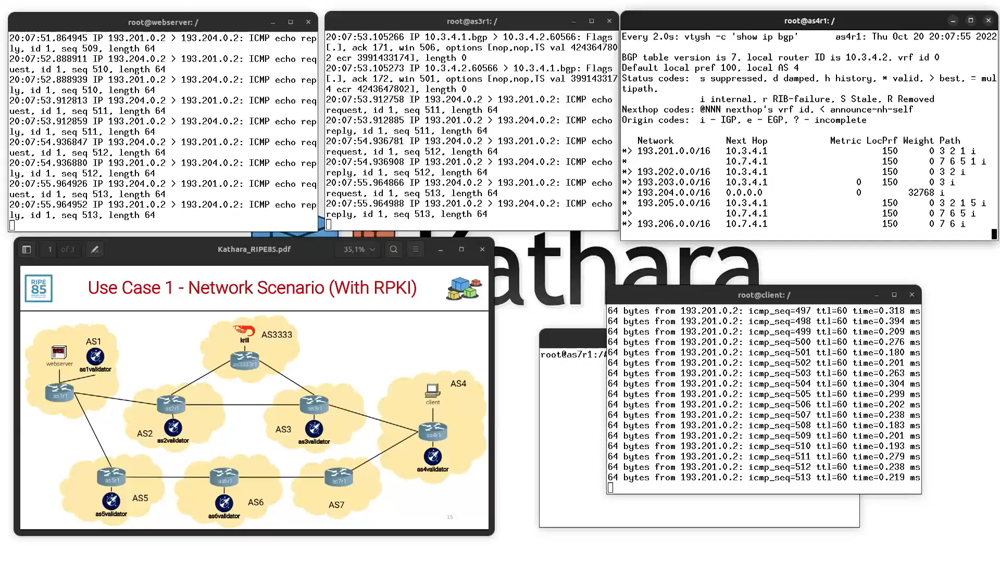 root@webserver: /
20:07:51.864945 IP 193.201.0.2 > 193.204.0.2: ICMP echo rep
ly, id 1, seq 509, length 64
20:07:52.888911 IP 193.204.0.2 > 193.201.0.2: ICMP echo req
uest, id 1, seq 510, length 64
20:07:52.888939 IP 193.201.0.2 > 193.204.0.2: ICMP echo rep
ly, id 1, seq 510, length 64
20:07:53.912813 IP 193.204.0.2 > 193.201.0.2: ICMP echo req
uest, id 1, seq 511, length 64
20:07:53.912859 IP 193.201.0.2 > 193.204.0.2: ICMP echo rep
ly, id 1, seq 511, length 64
20:07:54.936847 IP 193.204.0.2 > 193.201.0.2: ICMP echo req
uest, id 1, seq 512, length 64
20:07:54.936880 IP 193.201.0.2 > 193.204.0.2: ICMP echo rep
ly, id 1, seq 512, length 64
20:07:55.964926 IP 193.204.0.2 > 193.201.0.2: ICMP echo req
uest, id 1, seq 513, length 64
20:07:55.964952 IP 193.201.0.2 > 193.204.0.2: ICMP echo rep
ly, id 1, seq 513, length 64
root@as3r1: /
20:07:53.105266 IP 10.3.4.1.bgp > 10.3.4.2.60566: Flags
[.], ack 171, win 506, options [nop,nop,TS val 424364780
2 ecr 3991433174], length 0
20:07:53.105273 IP 10.3.4.2.60566 > 10.3.4.1.bgp: Flags
[.], ack 172, win 501, options [nop,nop,TS val 399143317
4 ecr 4243647802], length 0
20:07:53.912758 IP 193.204.0.2 > 193.201.0.2: ICMP echo
request, id 1, seq 511, length 64
20:07:53.912885 IP 193.201.0.2 > 193.204.0.2: ICMP echo
reply, id 1, seq 511, length 64
20:07:54.936781 IP 193.204.0.2 > 193.201.0.2: ICMP echo
request, id 1, seq 512, length 64
20:07:54.936908 IP 193.201.0.2 > 193.204.0.2: ICMP echo
reply, id 1, seq 512, length 64
20:07:55.964866 IP 193.204.0.2 > 193.201.0.2: ICMP echo
request, id 1, seq 513, length 64
20:07:55.964988 IP 193.201.0.2 > 193.204.0.2: ICMP echo
reply, id 1, seq 513, length 64
root@as4r1: /
Every 2.0s: vtysh -c 'show ip bgp' as4r1: Thu Oct 20 20:07:55 2022
BGP table version is 7, local router ID is 10.3.4.2, vrf id 0
Default local pref 100, local AS 4
Status codes: s suppressed, d damped, h history, * valid, > best, = mul
tipath,
i internal, r RIB-failure, S Stale, R Removed
Nexthop codes: @NNN nexthop's vrf id, < announce-nh-self
Origin codes: i - IGP, e - EGP, ? - incomplete
Network Next Hop Metric LocPrf Weight Path
*> 193.201.0.0/16 10.3.4.1 150 0 3 2 1 i
* 10.7.4.1 150 0 7 6 5 1 i
*> 193.202.0.0/16 10.3.4.1 150 0 3 2 i
*> 193.203.0.0/16 10.3.4.1 0 150 0 3 i
*> 193.204.0.0/16 0.0.0.0 0 32768 i
* 193.205.0.0/16 10.3.4.1 150 0 3 2 1 5 i
*> 10.7.4.1 150 0 7 6 5 i
*> 193.206.0.0/16 10.7.4.1 150 0 7 6 i
1 of 3
Kathara_RIPE85.pdf
35,1%
RIPE
85
Use Case 1 - Network Scenario (With RPKI)
krill
AS3333
as3333r1
AS1
WEB
webserver
as1validator
as1r1
as2r1
AS2
as2validator
as3r1
AS3
as3validator
AS4
client
as4r1
as4validator
as5r1
AS5
as5validator
as6r1
AS6
as6validator
as7r1
AS7
15
athara
root@as7r1:/#
root@client: /
64 bytes from 193.201.0.2: icmp_seq=497 ttl=60 time=0.318 ms
64 bytes from 193.201.0.2: icmp_seq=498 ttl=60 time=0.394 ms
64 bytes from 193.201.0.2: icmp_seq=499 ttl=60 time=0.209 ms
64 bytes from 193.201.0.2: icmp_seq=500 ttl=60 time=0.276 ms
64 bytes from 193.201.0.2: icmp_seq=501 ttl=60 time=0.180 ms
64 bytes from 193.201.0.2: icmp_seq=502 ttl=60 time=0.201 ms
64 bytes from 193.201.0.2: icmp_seq=503 ttl=60 time=0.263 ms
64 bytes from 193.201.0.2: icmp_seq=504 ttl=60 time=0.304 ms
64 bytes from 193.201.0.2: icmp_seq=505 ttl=60 time=0.299 ms
64 bytes from 193.201.0.2: icmp_seq=506 ttl=60 time=0.202 ms
64 bytes from 193.201.0.2: icmp_seq=507 ttl=60 time=0.238 ms
64 bytes from 193.201.0.2: icmp_seq=508 ttl=60 time=0.183 ms
64 bytes from 193.201.0.2: icmp_seq=509 ttl=60 time=0.201 ms
64 bytes from 193.201.0.2: icmp_seq=510 ttl=60 time=0.193 ms
64 bytes from 193.201.0.2: icmp_seq=511 ttl=60 time=0.279 ms
64 bytes from 193.201.0.2: icmp_seq=512 ttl=60 time=0.238 ms
64 bytes from 193.201.0.2: icmp_seq=513 ttl=60 time=0.219 ms